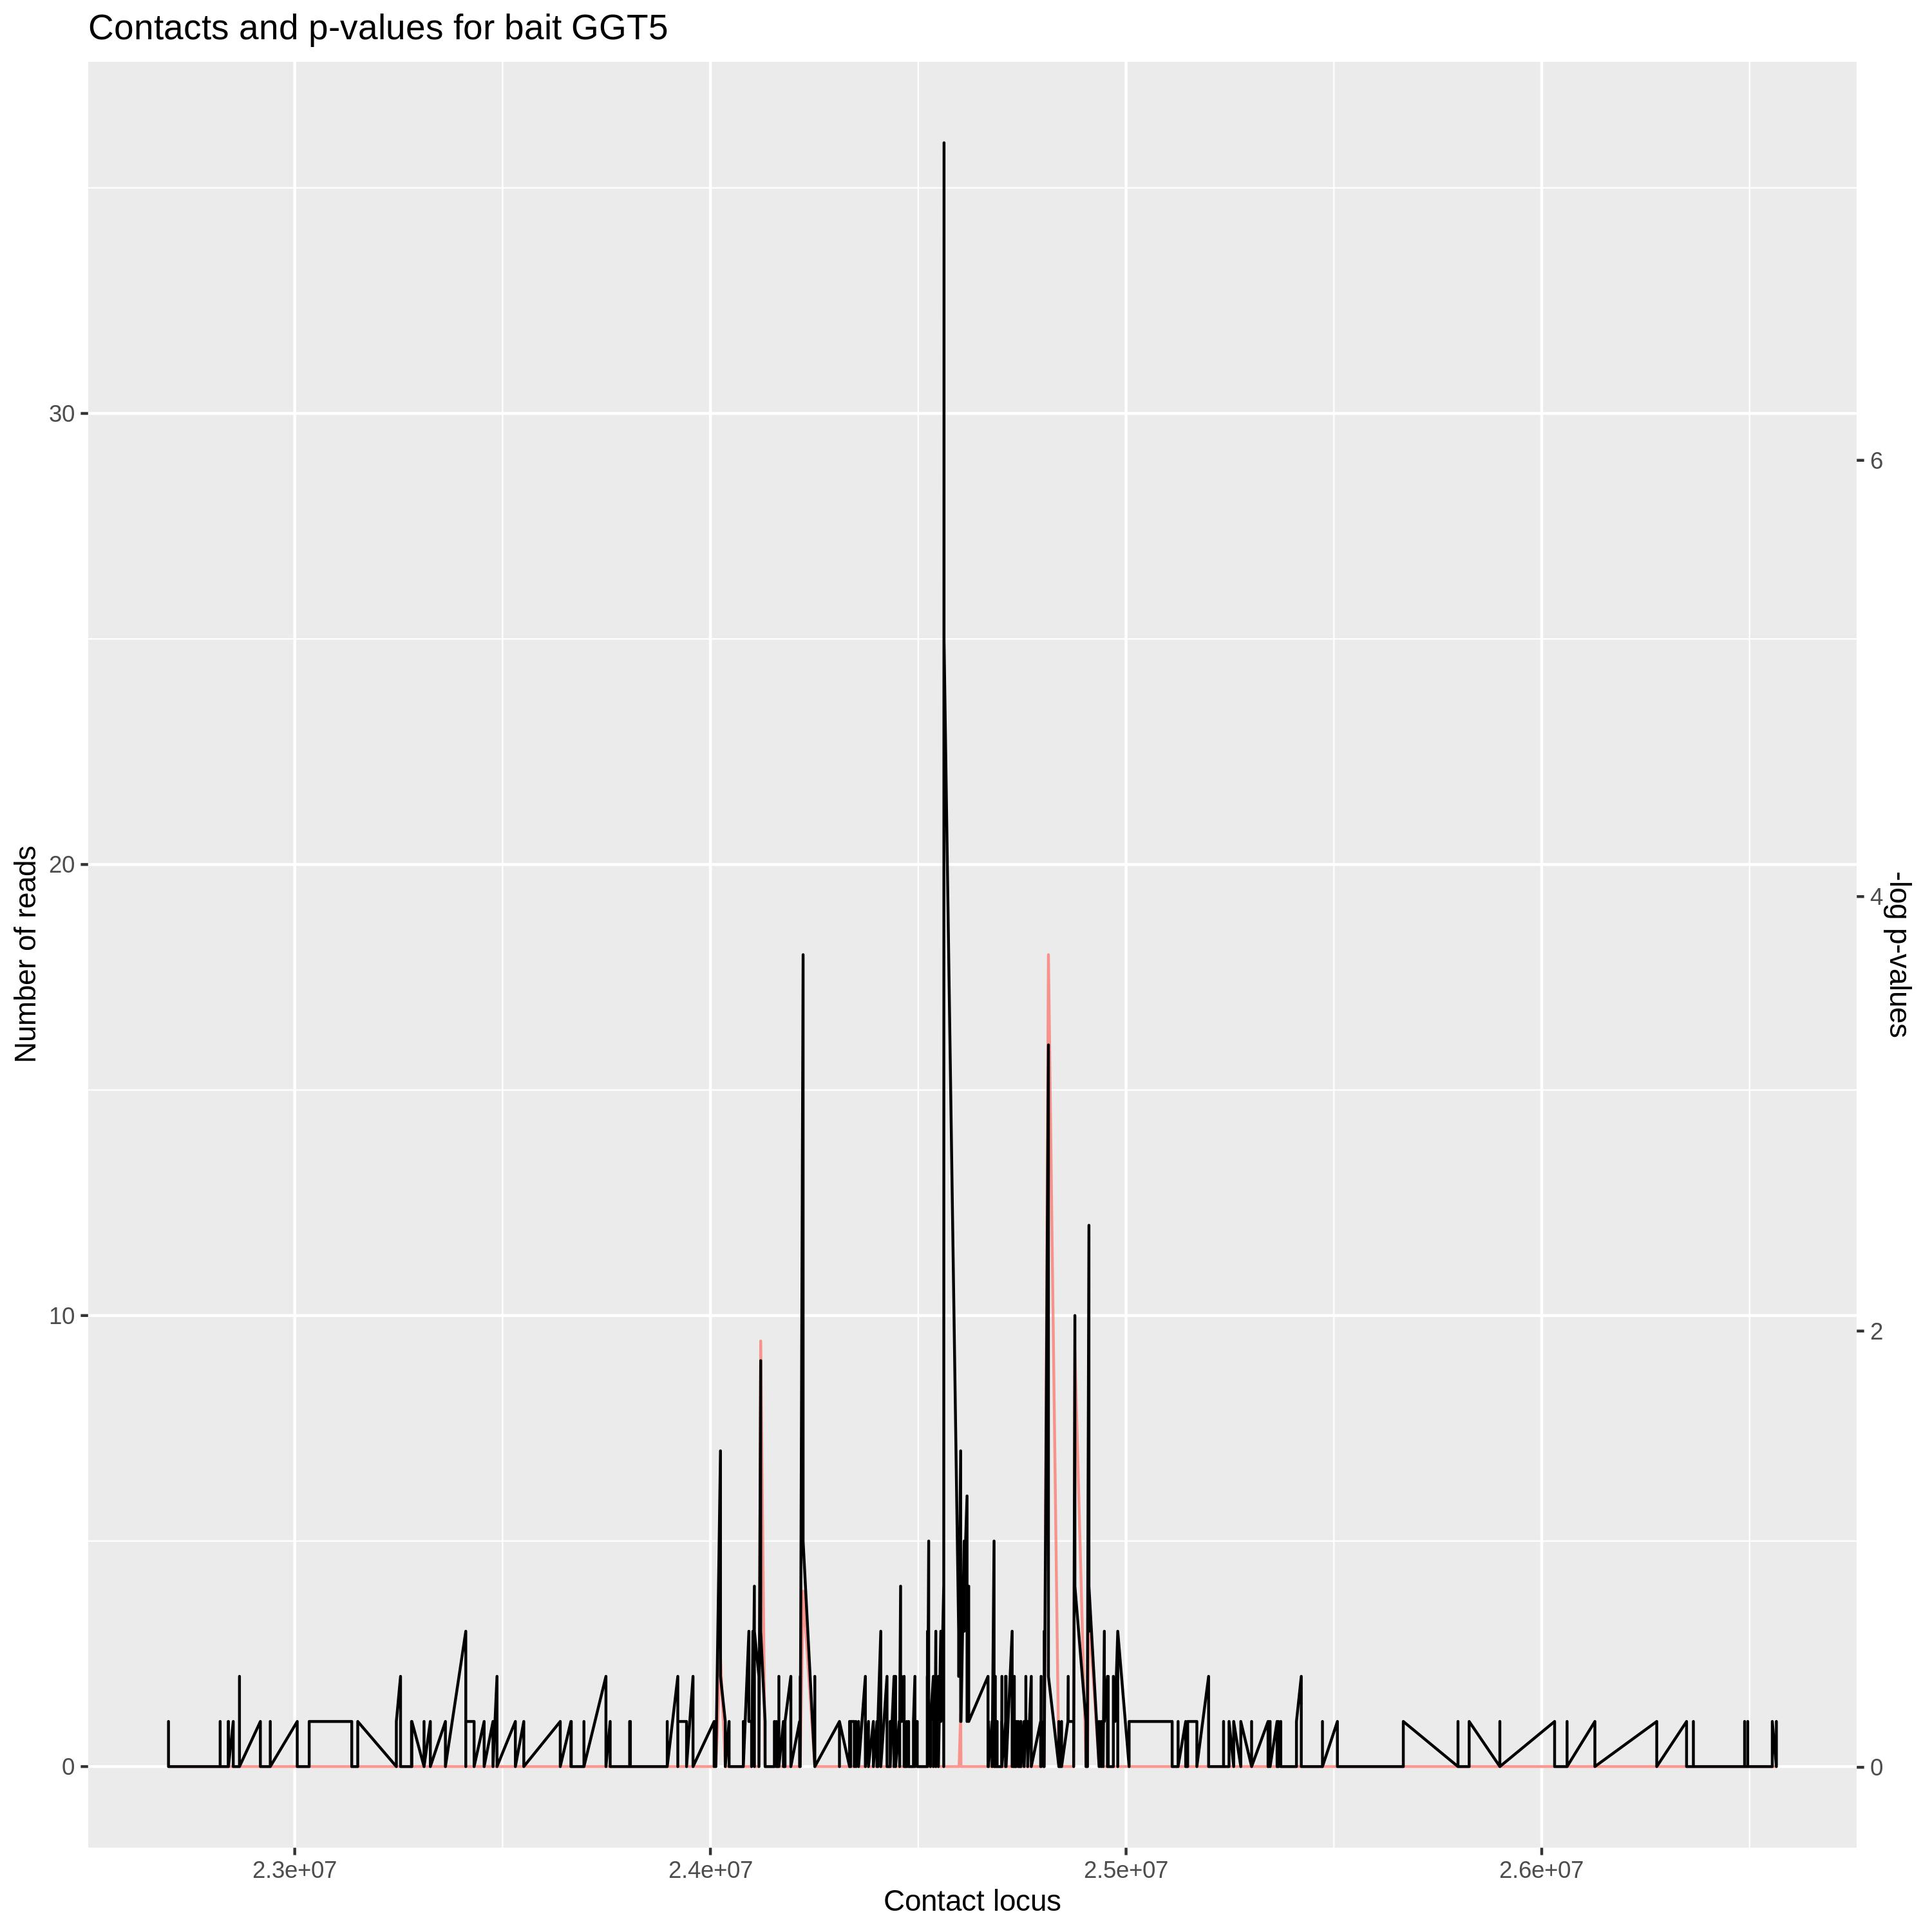 Contacts and p-values for bait GGT5
Number of reads
30
20
10
0
6
4
2
0
-log p-values
2.3e+07 2.4e+07 2.5e+07 2.6e+07
Contact locus